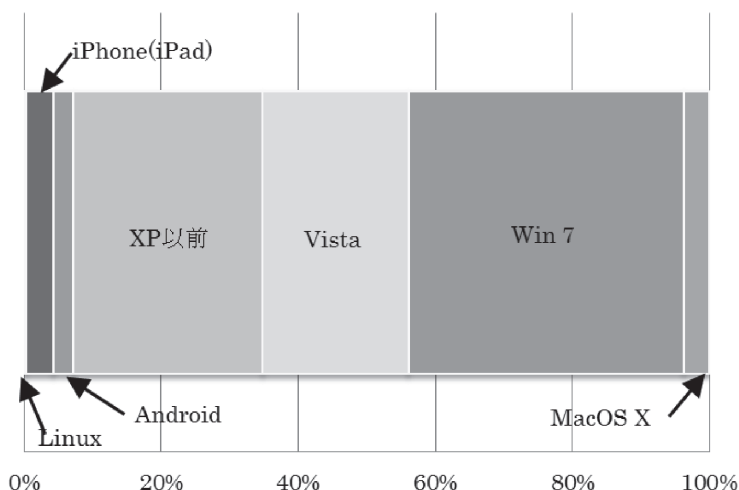 iPhone(iPad)
XP以前
Vista
Win 7
Android
MacOS X
Linux
0%
20%
40%
60%
80%
100%